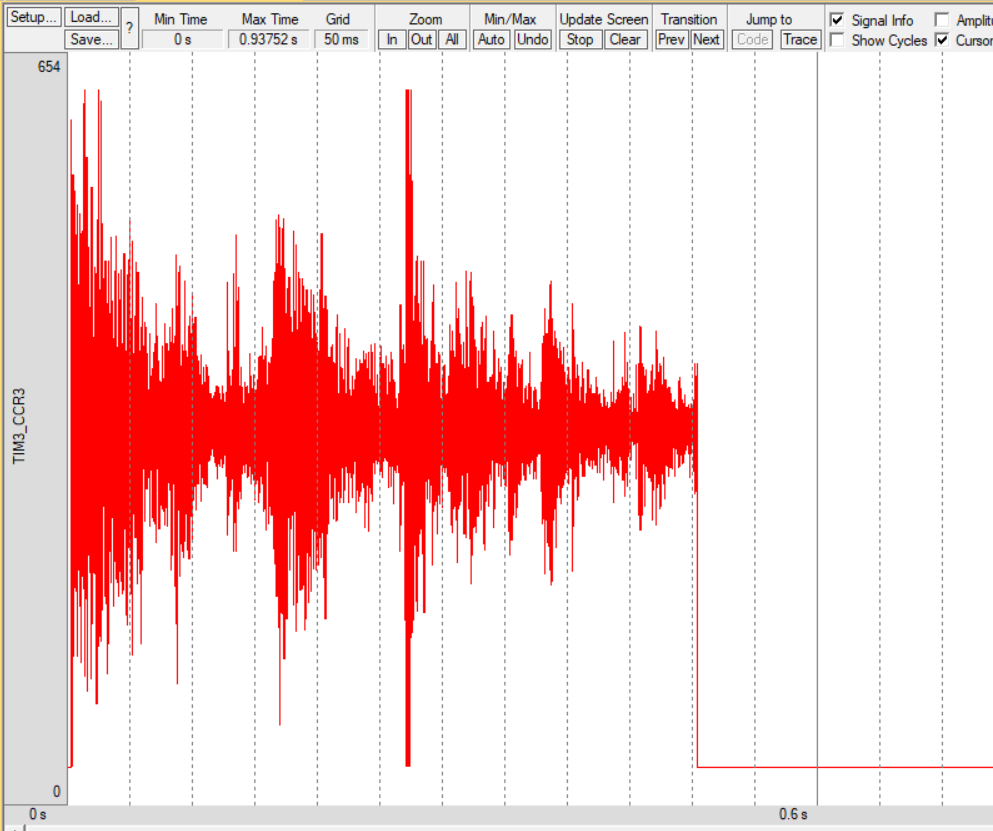 Setup... Load... ? Min Time Max Time Grid Zoom Min/Max Update Screen Transition Jump to Signal Info Amplit
Save... 0 s 0.93752 s 50 ms In Out All Auto Undo Stop Clear Prev Next Code Trace Show Cycles Cursor
654
TIM3_CCR3
0
0 s 0.6 s